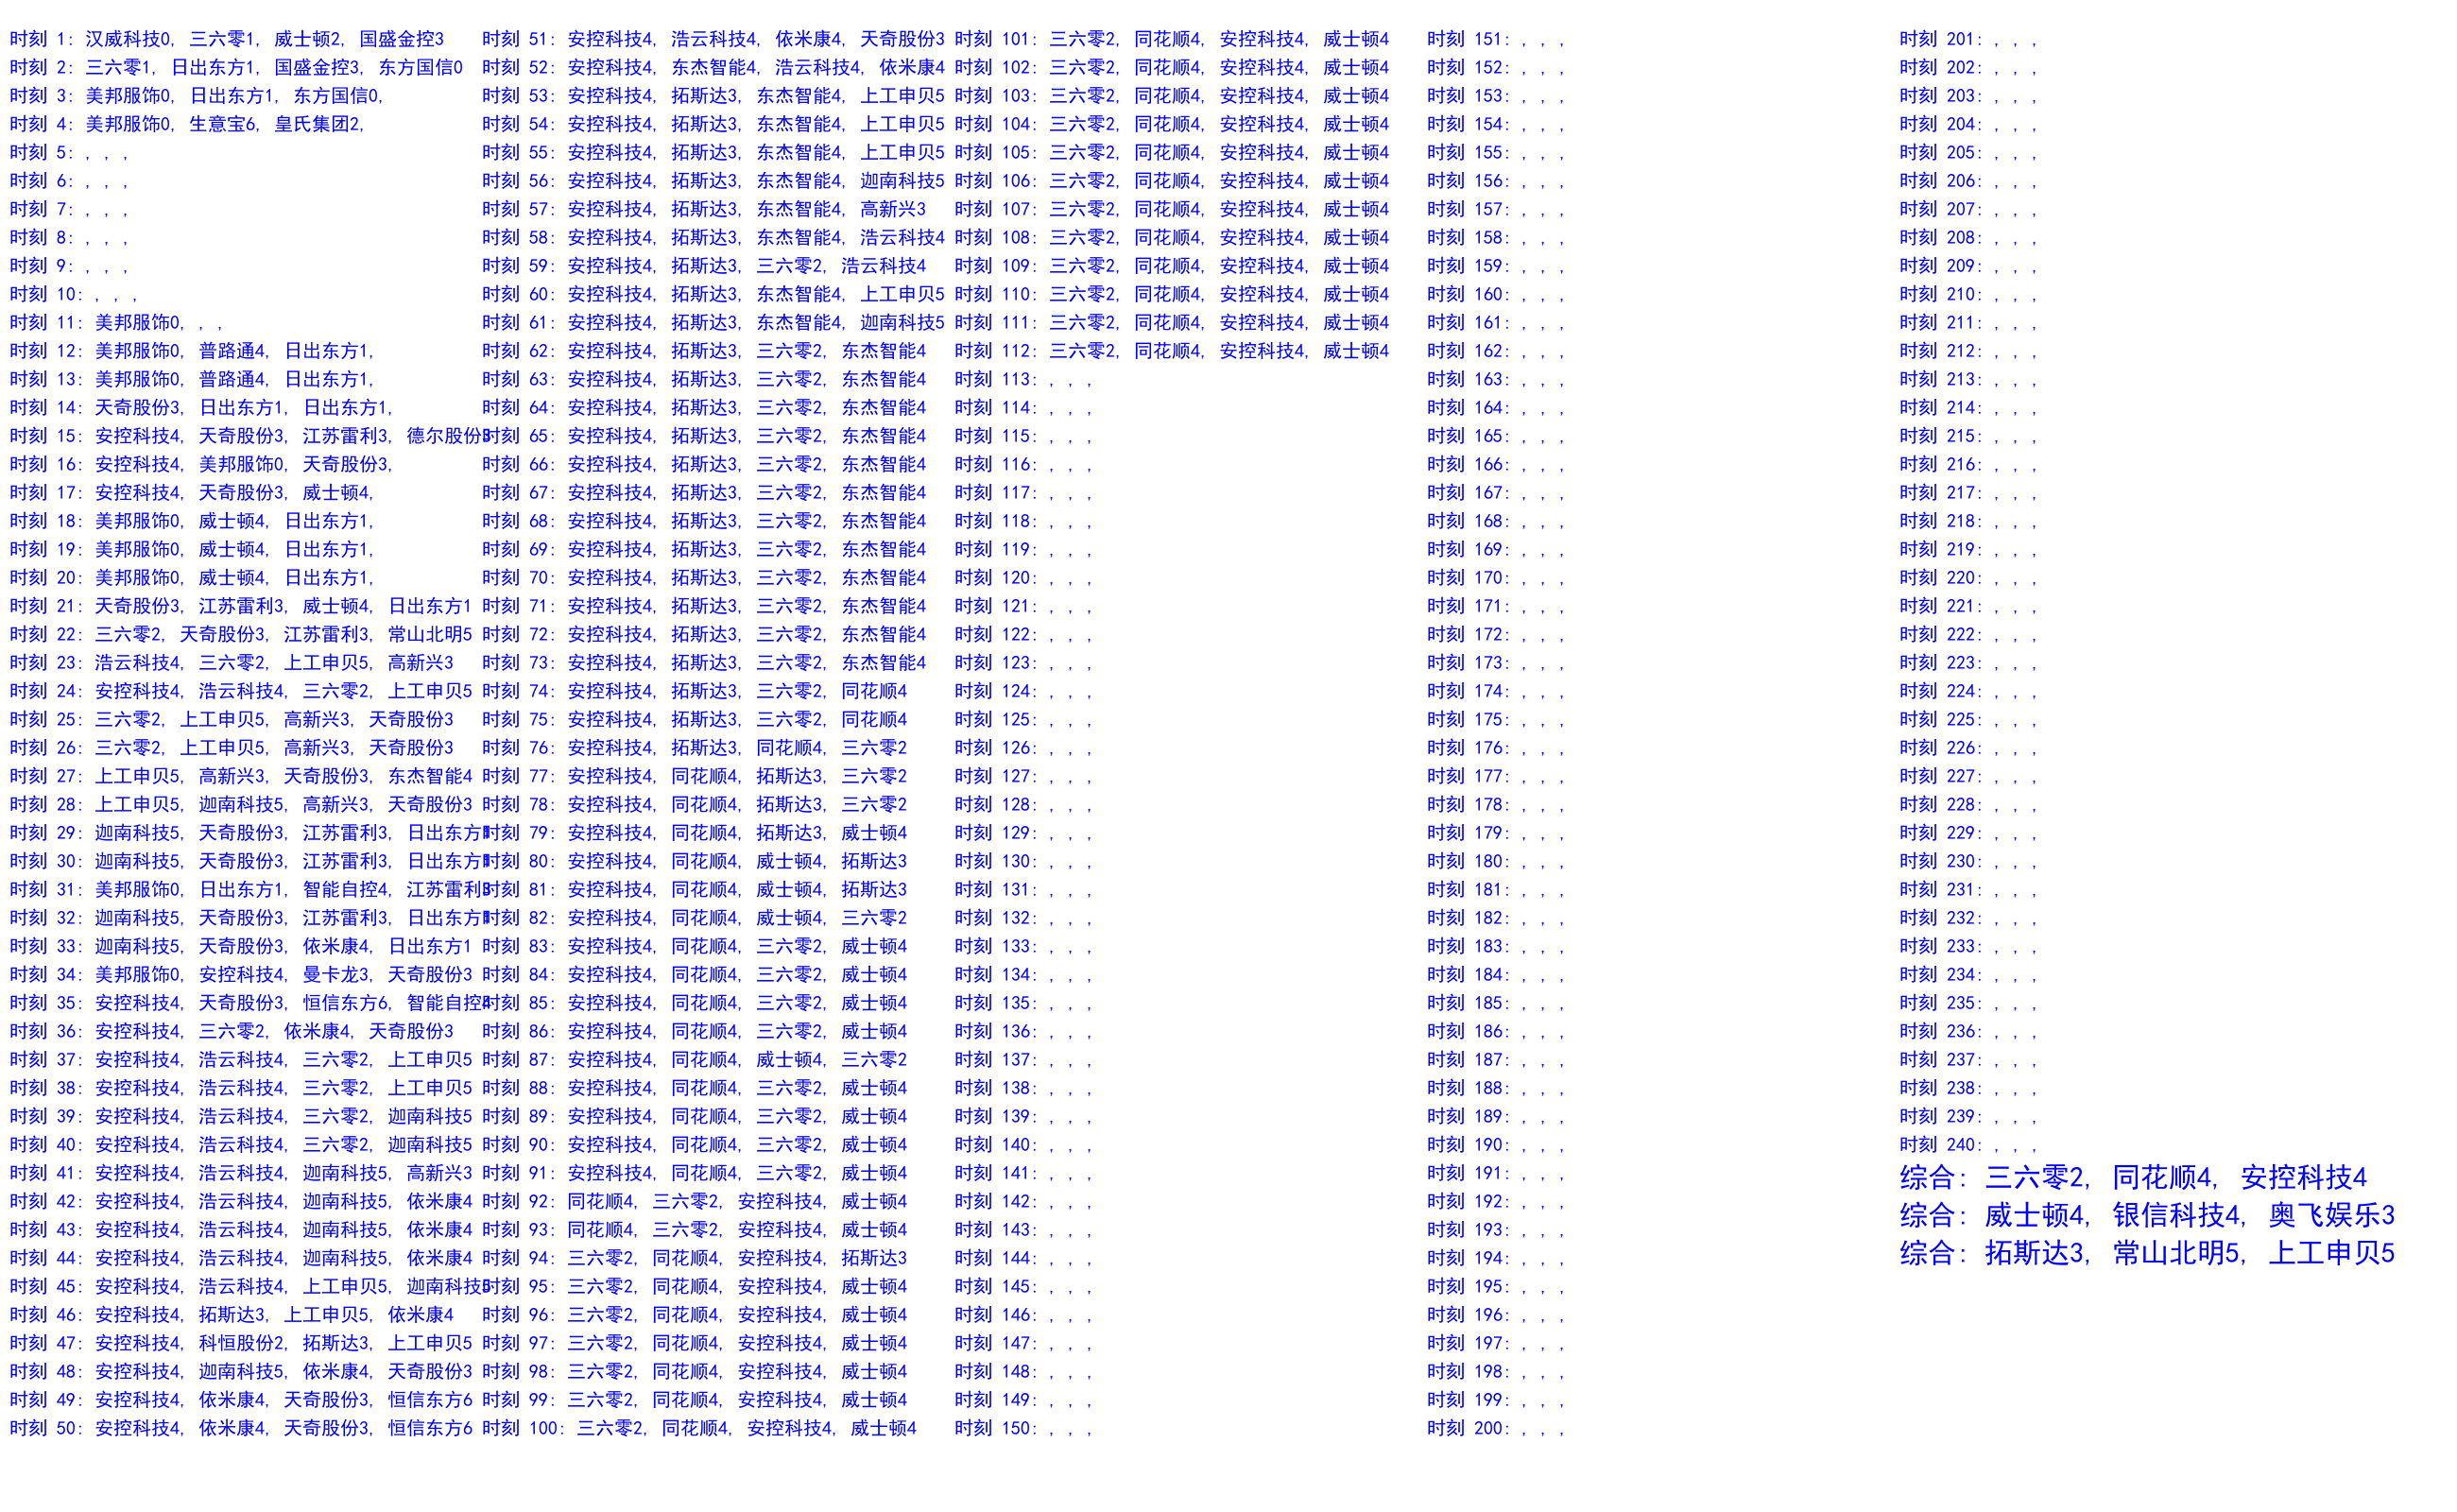 时刻 1: 汉威科技0, 三六零1, 威士顿2, 国盛金控3
时刻 2: 三六零1, 日出东方1, 国盛金控3, 东方国信0
时刻 3: 美邦服饰0, 日出东方1, 东方国信0,
时刻 4: 美邦服饰0, 生意宝6, 皇氏集团2,
时刻 5: , , ,
时刻 6: , , ,
时刻 7: , , ,
时刻 8: , , ,
时刻 9: , , ,
时刻 10: , , ,
时刻 11: 美邦服饰0, , ,
时刻 12: 美邦服饰0, 普路通4, 日出东方1,
时刻 13: 美邦服饰0, 普路通4, 日出东方1,
时刻 14: 天奇股份3, 日出东方1, 日出东方1,
时刻 15: 安控科技4, 天奇股份3, 江苏雷利3, 德尔股份3
时刻 16: 安控科技4, 美邦服饰0, 天奇股份3,
时刻 17: 安控科技4, 天奇股份3, 威士顿4,
时刻 18: 美邦服饰0, 威士顿4, 日出东方1,
时刻 19: 美邦服饰0, 威士顿4, 日出东方1,
时刻 20: 美邦服饰0, 威士顿4, 日出东方1,
时刻 21: 天奇股份3, 江苏雷利3, 威士顿4, 日出东方1
时刻 22: 三六零2, 天奇股份3, 江苏雷利3, 常山北明5
时刻 23: 浩云科技4, 三六零2, 上工申贝5, 高新兴3
时刻 24: 安控科技4, 浩云科技4, 三六零2, 上工申贝5
时刻 25: 三六零2, 上工申贝5, 高新兴3, 天奇股份3
时刻 26: 三六零2, 上工申贝5, 高新兴3, 天奇股份3
时刻 27: 上工申贝5, 高新兴3, 天奇股份3, 东杰智能4
时刻 28: 上工申贝5, 迦南科技5, 高新兴3, 天奇股份3
时刻 29: 迦南科技5, 天奇股份3, 江苏雷利3, 日出东方1
时刻 30: 迦南科技5, 天奇股份3, 江苏雷利3, 日出东方1
时刻 31: 美邦服饰0, 日出东方1, 智能自控4, 江苏雷利3
时刻 32: 迦南科技5, 天奇股份3, 江苏雷利3, 日出东方1
时刻 33: 迦南科技5, 天奇股份3, 依米康4, 日出东方1
时刻 34: 美邦服饰0, 安控科技4, 曼卡龙3, 天奇股份3
时刻 35: 安控科技4, 天奇股份3, 恒信东方6, 智能自控4
时刻 36: 安控科技4, 三六零2, 依米康4, 天奇股份3
时刻 37: 安控科技4, 浩云科技4, 三六零2, 上工申贝5
时刻 38: 安控科技4, 浩云科技4, 三六零2, 上工申贝5
时刻 39: 安控科技4, 浩云科技4, 三六零2, 迦南科技5
时刻 40: 安控科技4, 浩云科技4, 三六零2, 迦南科技5
时刻 41: 安控科技4, 浩云科技4, 迦南科技5, 高新兴3
时刻 42: 安控科技4, 浩云科技4, 迦南科技5, 依米康4
时刻 43: 安控科技4, 浩云科技4, 迦南科技5, 依米康4
时刻 44: 安控科技4, 浩云科技4, 迦南科技5, 依米康4
时刻 45: 安控科技4, 浩云科技4, 上工申贝5, 迦南科技5
时刻 46: 安控科技4, 拓斯达3, 上工申贝5, 依米康4
时刻 47: 安控科技4, 科恒股份2, 拓斯达3, 上工申贝5
时刻 48: 安控科技4, 迦南科技5, 依米康4, 天奇股份3
时刻 49: 安控科技4, 依米康4, 天奇股份3, 恒信东方6
时刻 50: 安控科技4, 依米康4, 天奇股份3, 恒信东方6
时刻 51: 安控科技4, 浩云科技4, 依米康4, 天奇股份3
时刻 52: 安控科技4, 东杰智能4, 浩云科技4, 依米康4
时刻 53: 安控科技4, 拓斯达3, 东杰智能4, 上工申贝5
时刻 54: 安控科技4, 拓斯达3, 东杰智能4, 上工申贝5
时刻 55: 安控科技4, 拓斯达3, 东杰智能4, 上工申贝5
时刻 56: 安控科技4, 拓斯达3, 东杰智能4, 迦南科技5
时刻 57: 安控科技4, 拓斯达3, 东杰智能4, 高新兴3
时刻 58: 安控科技4, 拓斯达3, 东杰智能4, 浩云科技4
时刻 59: 安控科技4, 拓斯达3, 三六零2, 浩云科技4
时刻 60: 安控科技4, 拓斯达3, 东杰智能4, 上工申贝5
时刻 61: 安控科技4, 拓斯达3, 东杰智能4, 迦南科技5
时刻 62: 安控科技4, 拓斯达3, 三六零2, 东杰智能4
时刻 63: 安控科技4, 拓斯达3, 三六零2, 东杰智能4
时刻 64: 安控科技4, 拓斯达3, 三六零2, 东杰智能4
时刻 65: 安控科技4, 拓斯达3, 三六零2, 东杰智能4
时刻 66: 安控科技4, 拓斯达3, 三六零2, 东杰智能4
时刻 67: 安控科技4, 拓斯达3, 三六零2, 东杰智能4
时刻 68: 安控科技4, 拓斯达3, 三六零2, 东杰智能4
时刻 69: 安控科技4, 拓斯达3, 三六零2, 东杰智能4
时刻 70: 安控科技4, 拓斯达3, 三六零2, 东杰智能4
时刻 71: 安控科技4, 拓斯达3, 三六零2, 东杰智能4
时刻 72: 安控科技4, 拓斯达3, 三六零2, 东杰智能4
时刻 73: 安控科技4, 拓斯达3, 三六零2, 东杰智能4
时刻 74: 安控科技4, 拓斯达3, 三六零2, 同花顺4
时刻 75: 安控科技4, 拓斯达3, 三六零2, 同花顺4
时刻 76: 安控科技4, 拓斯达3, 同花顺4, 三六零2
时刻 77: 安控科技4, 同花顺4, 拓斯达3, 三六零2
时刻 78: 安控科技4, 同花顺4, 拓斯达3, 三六零2
时刻 79: 安控科技4, 同花顺4, 拓斯达3, 威士顿4
时刻 80: 安控科技4, 同花顺4, 威士顿4, 拓斯达3
时刻 81: 安控科技4, 同花顺4, 威士顿4, 拓斯达3
时刻 82: 安控科技4, 同花顺4, 威士顿4, 三六零2
时刻 83: 安控科技4, 同花顺4, 三六零2, 威士顿4
时刻 84: 安控科技4, 同花顺4, 三六零2, 威士顿4
时刻 85: 安控科技4, 同花顺4, 三六零2, 威士顿4
时刻 86: 安控科技4, 同花顺4, 三六零2, 威士顿4
时刻 87: 安控科技4, 同花顺4, 威士顿4, 三六零2
时刻 88: 安控科技4, 同花顺4, 三六零2, 威士顿4
时刻 89: 安控科技4, 同花顺4, 三六零2, 威士顿4
时刻 90: 安控科技4, 同花顺4, 三六零2, 威士顿4
时刻 91: 安控科技4, 同花顺4, 三六零2, 威士顿4
时刻 92: 同花顺4, 三六零2, 安控科技4, 威士顿4
时刻 93: 同花顺4, 三六零2, 安控科技4, 威士顿4
时刻 94: 三六零2, 同花顺4, 安控科技4, 拓斯达3
时刻 95: 三六零2, 同花顺4, 安控科技4, 威士顿4
时刻 96: 三六零2, 同花顺4, 安控科技4, 威士顿4
时刻 97: 三六零2, 同花顺4, 安控科技4, 威士顿4
时刻 98: 三六零2, 同花顺4, 安控科技4, 威士顿4
时刻 99: 三六零2, 同花顺4, 安控科技4, 威士顿4
时刻 100: 三六零2, 同花顺4, 安控科技4, 威士顿4
时刻 101: 三六零2, 同花顺4, 安控科技4, 威士顿4
时刻 102: 三六零2, 同花顺4, 安控科技4, 威士顿4
时刻 103: 三六零2, 同花顺4, 安控科技4, 威士顿4
时刻 104: 三六零2, 同花顺4, 安控科技4, 威士顿4
时刻 105: 三六零2, 同花顺4, 安控科技4, 威士顿4
时刻 106: 三六零2, 同花顺4, 安控科技4, 威士顿4
时刻 107: 三六零2, 同花顺4, 安控科技4, 威士顿4
时刻 108: 三六零2, 同花顺4, 安控科技4, 威士顿4
时刻 109: 三六零2, 同花顺4, 安控科技4, 威士顿4
时刻 110: 三六零2, 同花顺4, 安控科技4, 威士顿4
时刻 111: 三六零2, 同花顺4, 安控科技4, 威士顿4
时刻 112: 三六零2, 同花顺4, 安控科技4, 威士顿4
时刻 113: , , ,
时刻 114: , , ,
时刻 115: , , ,
时刻 116: , , ,
时刻 117: , , ,
时刻 118: , , ,
时刻 119: , , ,
时刻 120: , , ,
时刻 121: , , ,
时刻 122: , , ,
时刻 123: , , ,
时刻 124: , , ,
时刻 125: , , ,
时刻 126: , , ,
时刻 127: , , ,
时刻 128: , , ,
时刻 129: , , ,
时刻 130: , , ,
时刻 131: , , ,
时刻 132: , , ,
时刻 133: , , ,
时刻 134: , , ,
时刻 135: , , ,
时刻 136: , , ,
时刻 137: , , ,
时刻 138: , , ,
时刻 139: , , ,
时刻 140: , , ,
时刻 141: , , ,
时刻 142: , , ,
时刻 143: , , ,
时刻 144: , , ,
时刻 145: , , ,
时刻 146: , , ,
时刻 147: , , ,
时刻 148: , , ,
时刻 149: , , ,
时刻 150: , , ,
时刻 151: , , ,
时刻 152: , , ,
时刻 153: , , ,
时刻 154: , , ,
时刻 155: , , ,
时刻 156: , , ,
时刻 157: , , ,
时刻 158: , , ,
时刻 159: , , ,
时刻 160: , , ,
时刻 161: , , ,
时刻 162: , , ,
时刻 163: , , ,
时刻 164: , , ,
时刻 165: , , ,
时刻 166: , , ,
时刻 167: , , ,
时刻 168: , , ,
时刻 169: , , ,
时刻 170: , , ,
时刻 171: , , ,
时刻 172: , , ,
时刻 173: , , ,
时刻 174: , , ,
时刻 175: , , ,
时刻 176: , , ,
时刻 177: , , ,
时刻 178: , , ,
时刻 179: , , ,
时刻 180: , , ,
时刻 181: , , ,
时刻 182: , , ,
时刻 183: , , ,
时刻 184: , , ,
时刻 185: , , ,
时刻 186: , , ,
时刻 187: , , ,
时刻 188: , , ,
时刻 189: , , ,
时刻 190: , , ,
时刻 191: , , ,
时刻 192: , , ,
时刻 193: , , ,
时刻 194: , , ,
时刻 195: , , ,
时刻 196: , , ,
时刻 197: , , ,
时刻 198: , , ,
时刻 199: , , ,
时刻 200: , , ,
时刻 201: , , ,
时刻 202: , , ,
时刻 203: , , ,
时刻 204: , , ,
时刻 205: , , ,
时刻 206: , , ,
时刻 207: , , ,
时刻 208: , , ,
时刻 209: , , ,
时刻 210: , , ,
时刻 211: , , ,
时刻 212: , , ,
时刻 213: , , ,
时刻 214: , , ,
时刻 215: , , ,
时刻 216: , , ,
时刻 217: , , ,
时刻 218: , , ,
时刻 219: , , ,
时刻 220: , , ,
时刻 221: , , ,
时刻 222: , , ,
时刻 223: , , ,
时刻 224: , , ,
时刻 225: , , ,
时刻 226: , , ,
时刻 227: , , ,
时刻 228: , , ,
时刻 229: , , ,
时刻 230: , , ,
时刻 231: , , ,
时刻 232: , , ,
时刻 233: , , ,
时刻 234: , , ,
时刻 235: , , ,
时刻 236: , , ,
时刻 237: , , ,
时刻 238: , , ,
时刻 239: , , ,
时刻 240: , , ,
综合: 三六零2, 同花顺4, 安控科技4
综合: 威士顿4, 银信科技4, 奥飞娱乐3
综合: 拓斯达3, 常山北明5, 上工申贝5